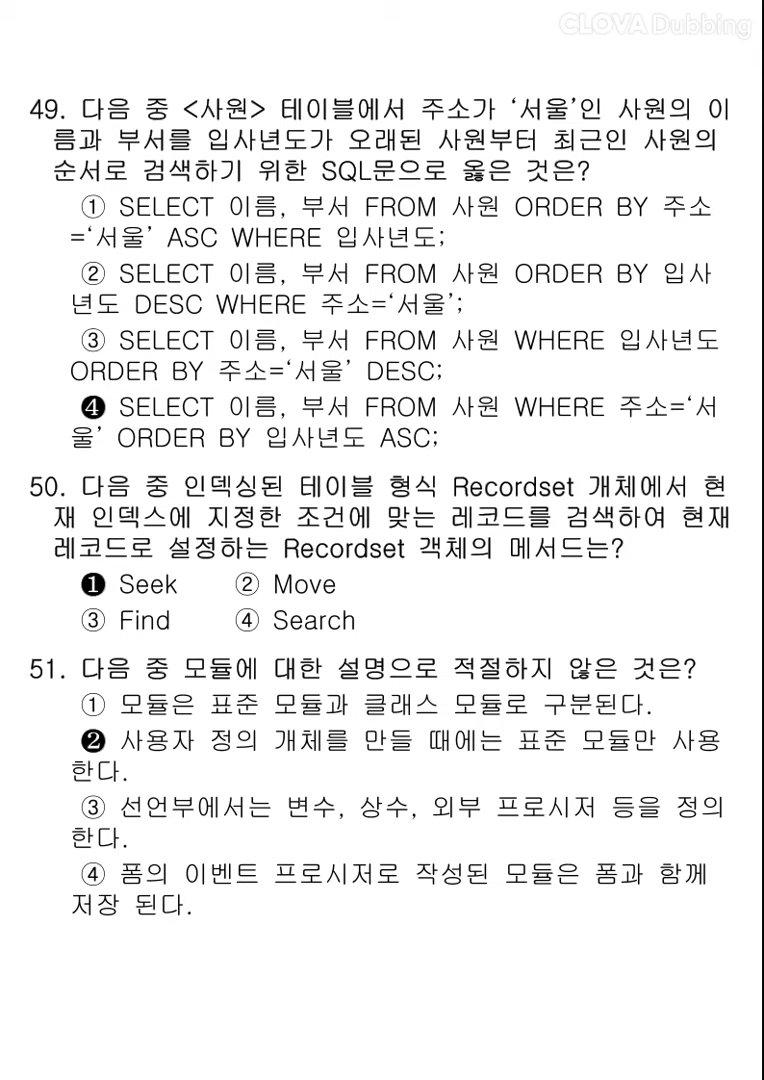 CLOVA Dubbing
49. 다음 중 <사원> 테이블에서 주소가 ‘서울’인 사원의 이
름과 부서를 입사년도가 오래된 사원부터 최근인 사원의
순서로 검색하기 위한 SQL문으로 옳은 것은?
① SELECT 이름, 부서 FROM 사원 ORDER BY 주소
=‘서울’ ASC WHERE 입사년도;
② SELECT 이름, 부서 FROM 사원 ORDER BY 입사
년도 DESC WHERE 주소=‘서울’;
③ SELECT 이름, 부서 FROM 사원 WHERE 입사년도
ORDER BY 주소=‘서울’ DESC;
❹ SELECT 이름, 부서 FROM 사원 WHERE 주소=‘서
울’ ORDER BY 입사년도 ASC;
50. 다음 중 인덱싱된 테이블 형식 Recordset 개체에서 현
재 인덱스에 지정한 조건에 맞는 레코드를 검색하여 현재
레코드로 설정하는 Recordset 객체의 메서드는?
❶ Seek ② Move
③ Find ④ Search
51. 다음 중 모듈에 대한 설명으로 적절하지 않은 것은?
① 모듈은 표준 모듈과 클래스 모듈로 구분된다.
❷ 사용자 정의 개체를 만들 때에는 표준 모듈만 사용
한다.
③ 선언부에서는 변수, 상수, 외부 프로시저 등을 정의
한다.
④ 폼의 이벤트 프로시저로 작성된 모듈은 폼과 함께
저장 된다.